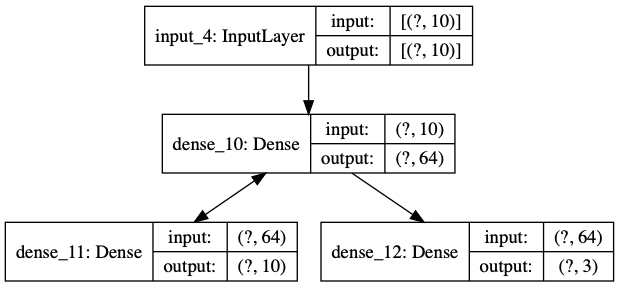 input_4: InputLayer
input: [(?, 10)]
output: [(?, 10)]
dense_10: Dense
input: (?, 10)
output: (?, 64)
dense_11: Dense
input: (?, 64)
output: (?, 10)
dense_12: Dense
input: (?, 64)
output: (?, 3)